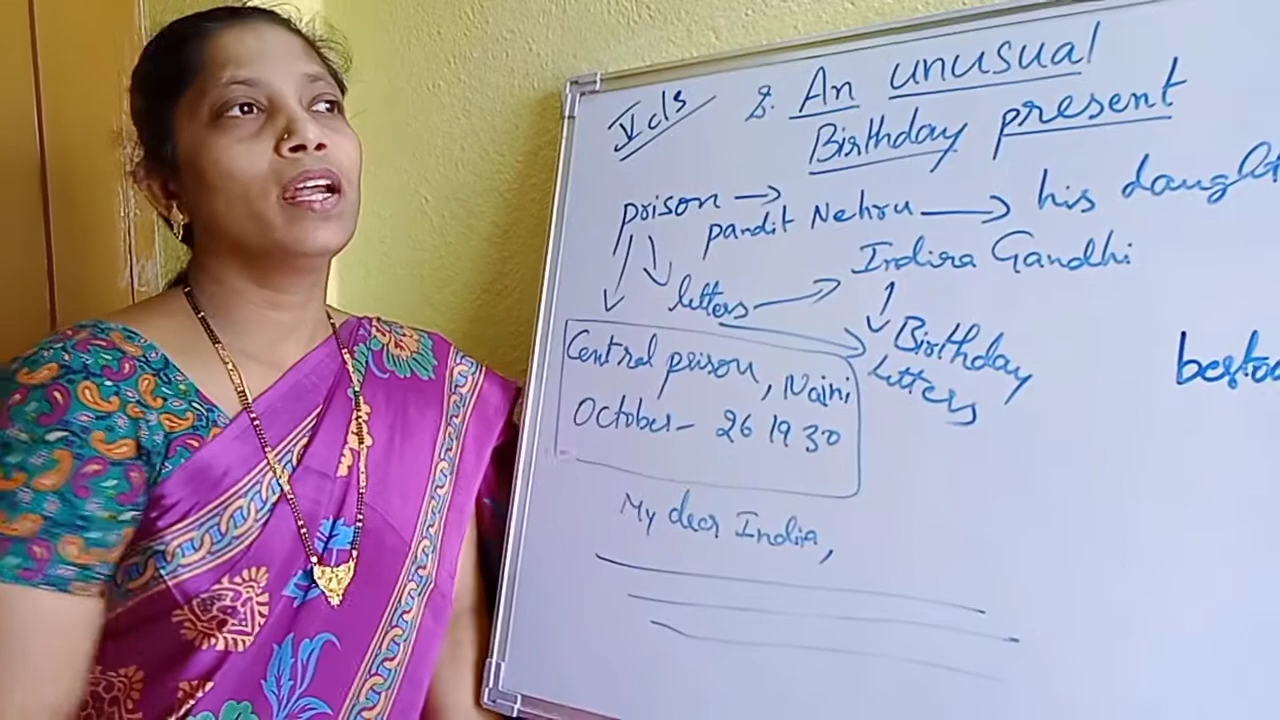 V cls 8. An unusual
Birthday present
prison → pandit Nehru → his daught
letters → Indira Gandhi
Birthday
letters
Central prison, Naini
October - 26 1930
My dear India,